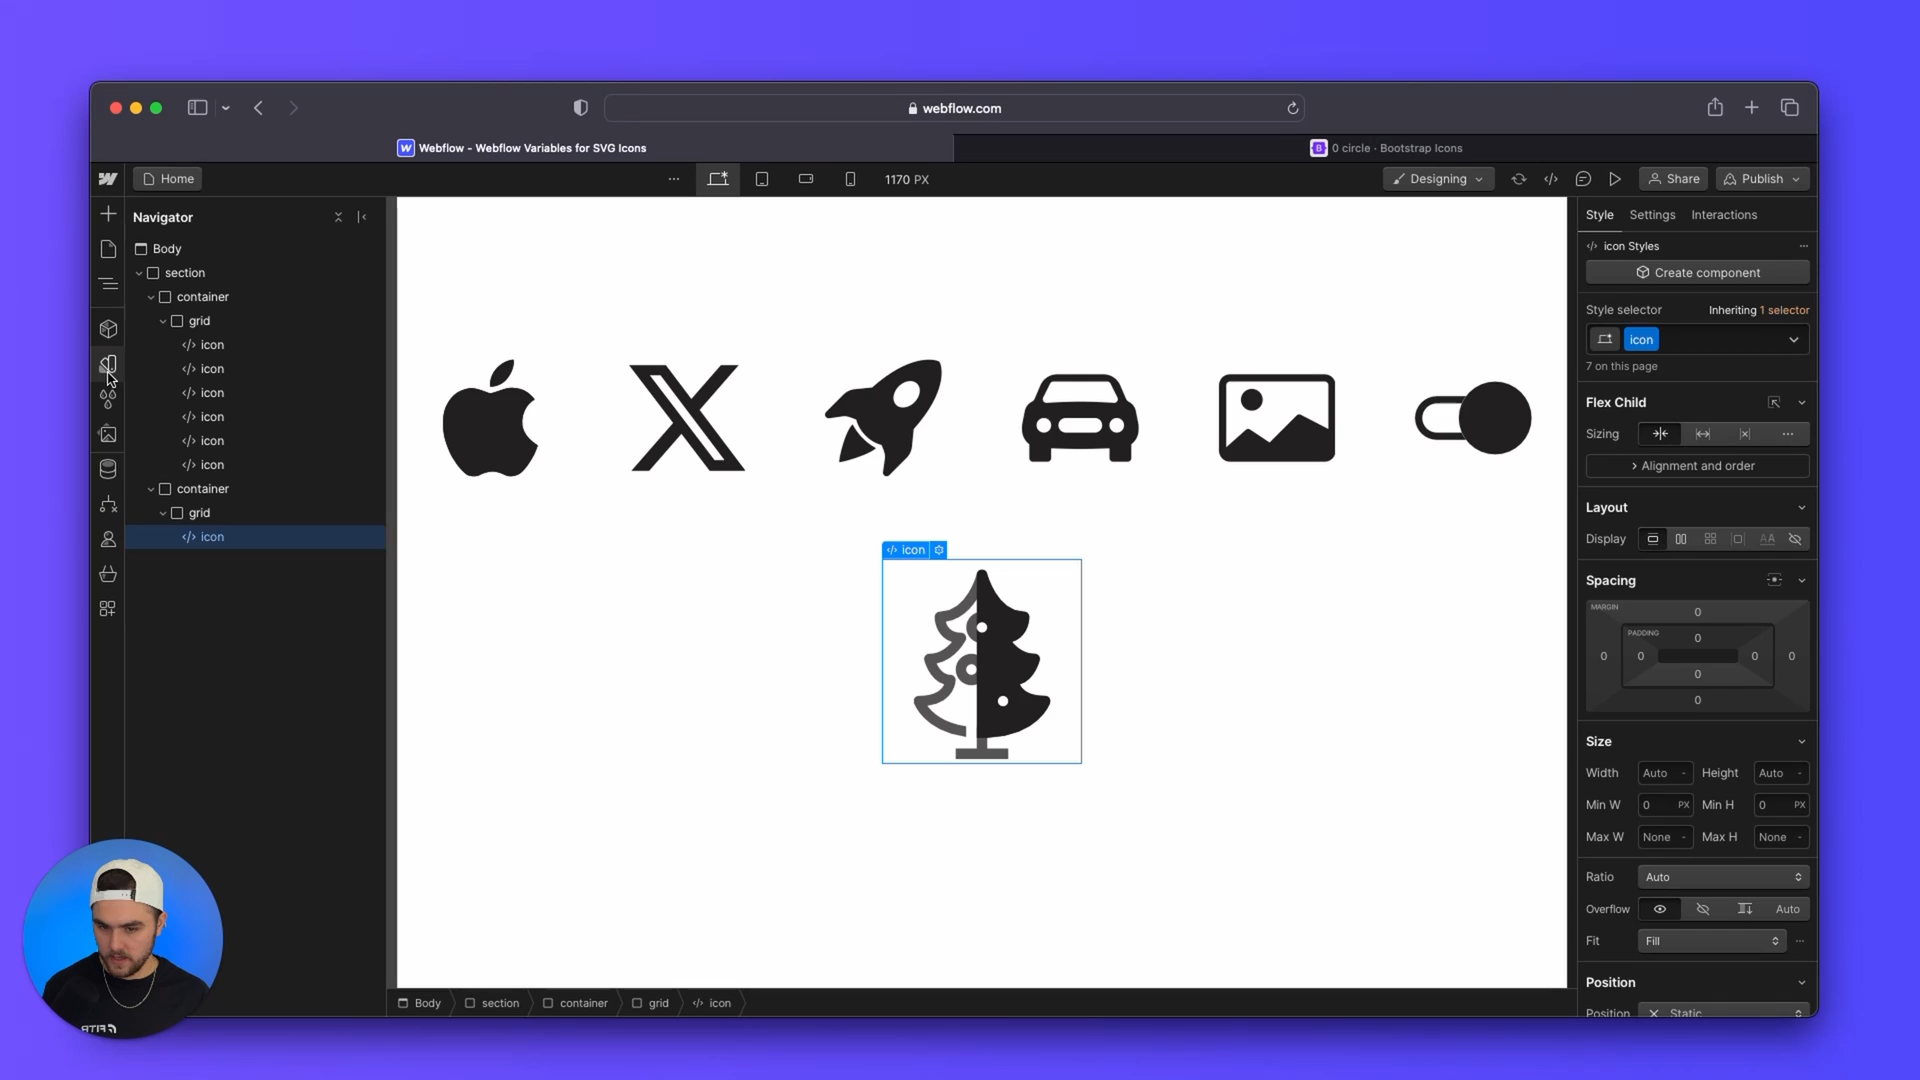 webflow.com
W Webflow - Webflow Variables for SVG Icons
B 0 circle · Bootstrap Icons
Home
1170 PX
Designing
Share
Publish
Navigator
Body
section
container
grid
</> icon
</> icon
</> icon
</> icon
</> icon
</> icon
container
grid
</> icon
</> icon
Body
section
container
grid
</> icon
Style
Settings
Interactions
</> icon Styles
Create component
Style selector
Inheriting 1 selector
icon
7 on this page
Flex Child
Sizing
Alignment and order
Layout
Display
AA
Spacing
MARGIN
0
PADDING
0
0 0 0 0
0
0
Size
Width Auto - Height Auto -
Min W 0 PX Min H 0 PX
Max W None - Max H None -
Ratio Auto
Overflow Auto
Fit Fill
Position
Position Static